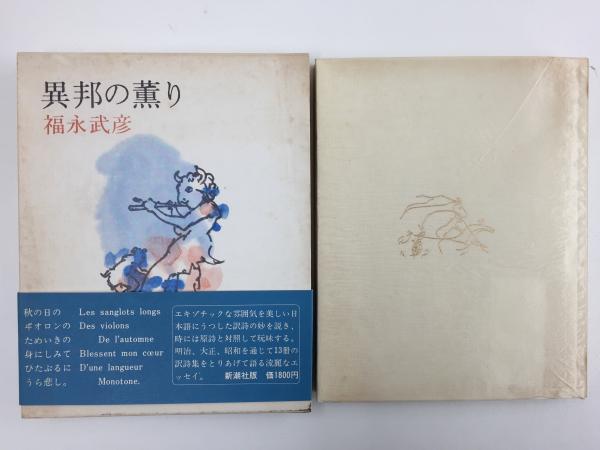 異邦の薫り
福永武彦
秋の日の Les sanglots longs
ヸオロンの Des violons
ためいきの De l'automne
身にしみて Blessent mon cœur
ひたぶるに D'une langueur
うら悲し。 Monotone.
エキゾチックな雰囲気を美しい日
本語にうつした訳詩の妙を説き、
時には原詩と対照して玩味する。
明治、大正、昭和を通じて13冊の
訳詩集をとりあげて語る流麗なエ
ッセイ。 新潮社版 価1800円